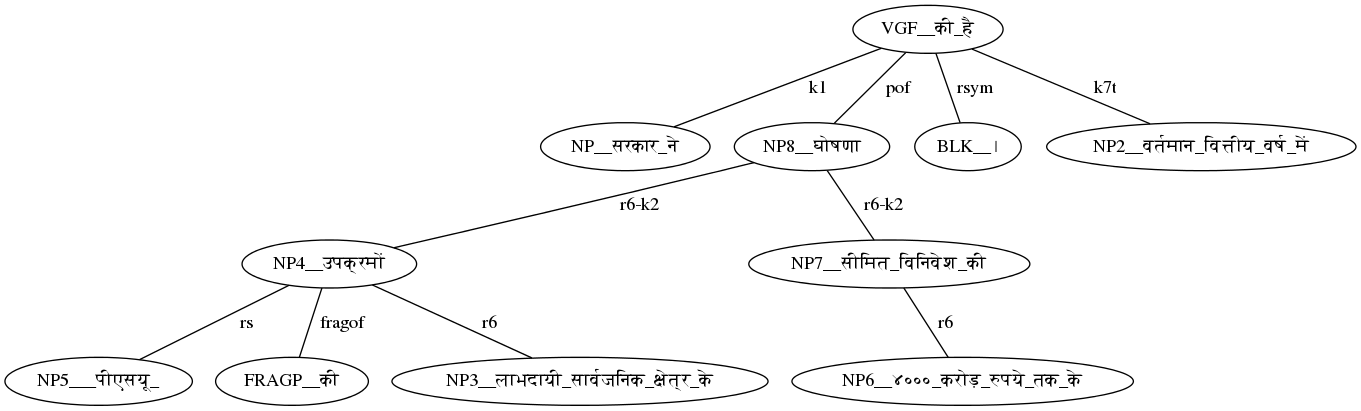 VGF__की_है
k1 pof rsym k7t
NP__सरकार_ने NP8__घोषणा BLK__। NP2__वर्तमान_वित्तीय_वर्ष_में
r6-k2 r6-k2
NP4__उपक्रमों NP7__सीमित_विनिवेश_की
rs fragof r6 r6
NP5___पीएसयू_ FRAGP__की NP3__लाभदायी_सार्वजनिक_क्षेत्र_के NP6__४०००_करोड़_रुपये_तक_के